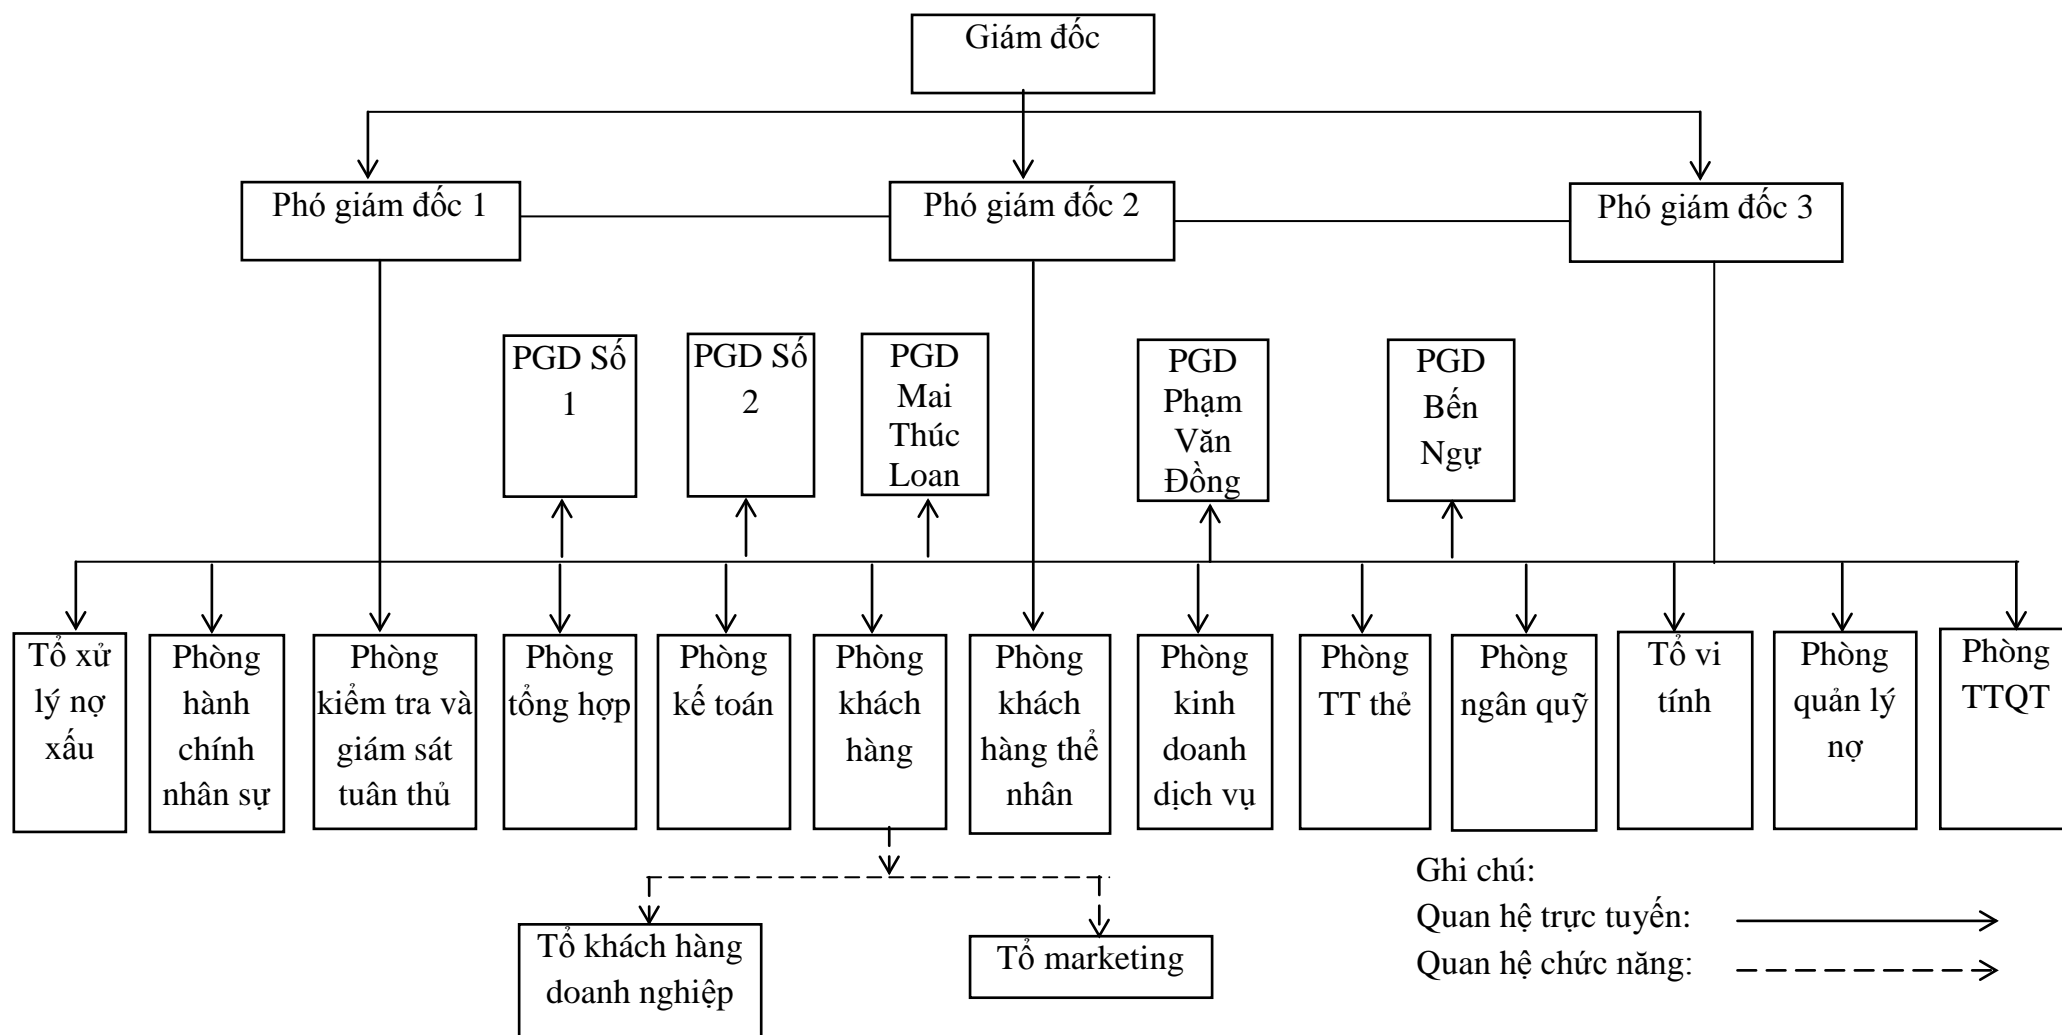 Giám đốc
Phó giám đốc 1
Phó giám đốc 2
Phó giám đốc 3
PGD Số
1
PGD Số
2
PGD
Mai
Thúc
Loan
PGD
Phạm
Văn
Đồng
PGD
Bến
Ngự
Tổ xử
lý nợ
xấu
Phòng
hành
chính
nhân sự
Phòng
kiểm tra và
giám sát
tuân thủ
Phòng
tổng hợp
Phòng
kế toán
Phòng
khách
hàng
Phòng
khách
hàng thể
nhân
Phòng
kinh
doanh
dịch vụ
Phòng
TT thẻ
Phòng
ngân quỹ
Tổ vi
tính
Phòng
quản lý
nợ
Phòng
TTQT
Tổ khách hàng
doanh nghiệp
Tổ marketing
Ghi chú:
Quan hệ trực tuyến:
Quan hệ chức năng: